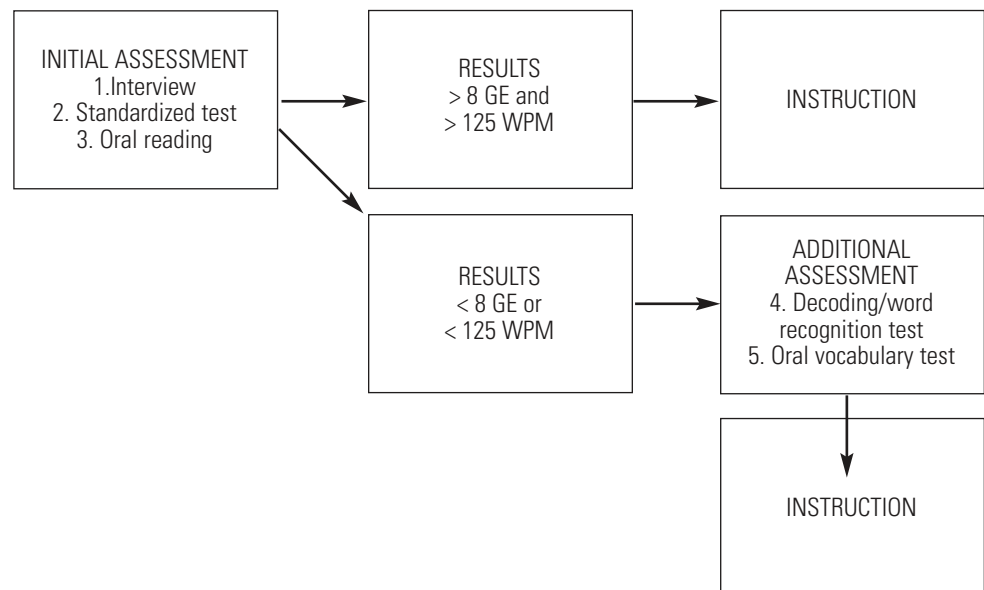 INITIAL ASSESSMENT
1.Interview
2. Standardized test
3. Oral reading
RESULTS
> 8 GE and
> 125 WPM
INSTRUCTION
RESULTS
< 8 GE or
< 125 WPM
ADDITIONAL
ASSESSMENT
4. Decoding/word
recognition test
5. Oral vocabulary test
INSTRUCTION